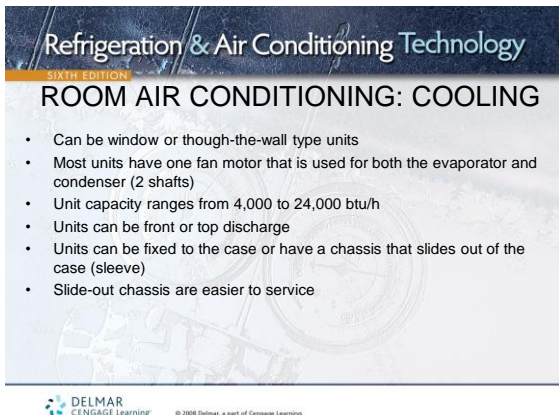 Refrigeration & Air Conditioning Technology
SIXTH EDITION
ROOM AIR CONDITIONING: COOLING
• Can be window or though-the-wall type units
• Most units have one fan motor that is used for both the evaporator and
condenser (2 shafts)
• Unit capacity ranges from 4,000 to 24,000 btu/h
• Units can be front or top discharge
• Units can be fixed to the case or have a chassis that slides out of the
case (sleeve)
• Slide-out chassis are easier to service
DELMAR
CENGAGE Learning
© 2008 Delmar, a part of Cengage Learning